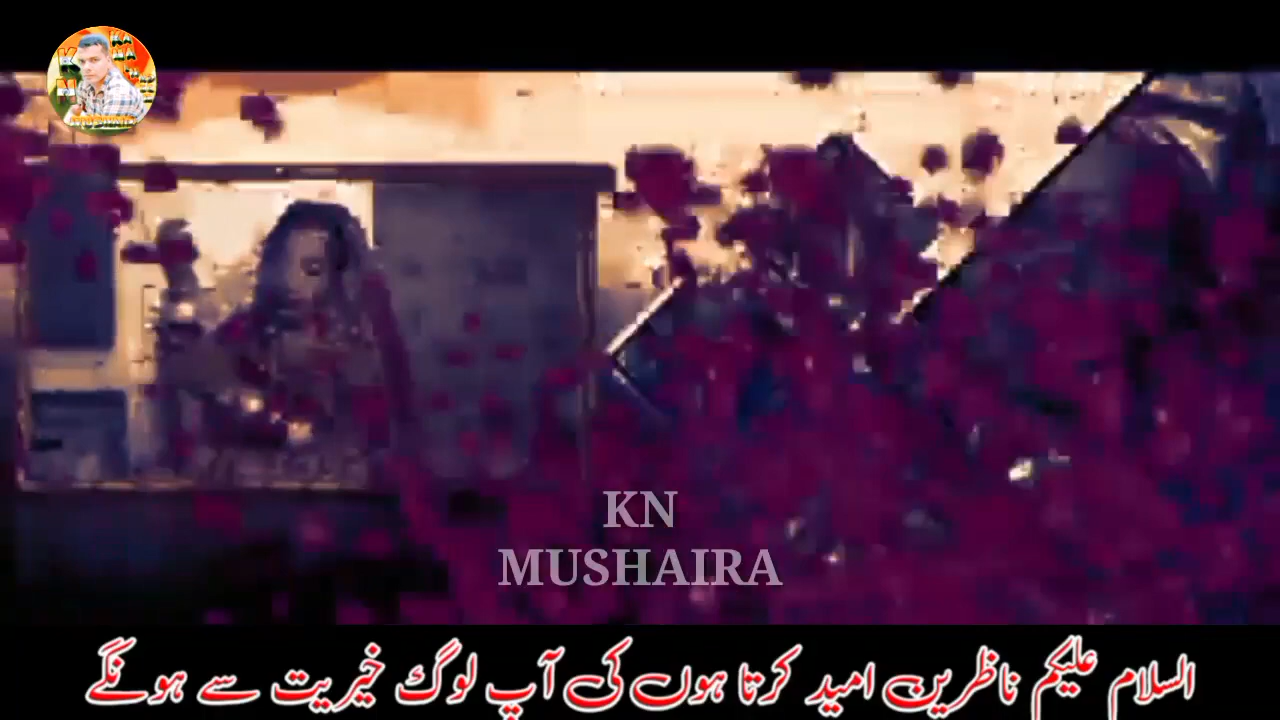 KN
MUSHAIRA
السلام علیکم ناظرین امید کرتا ہوں کی آپ لوگ خیریت سے ہونگے